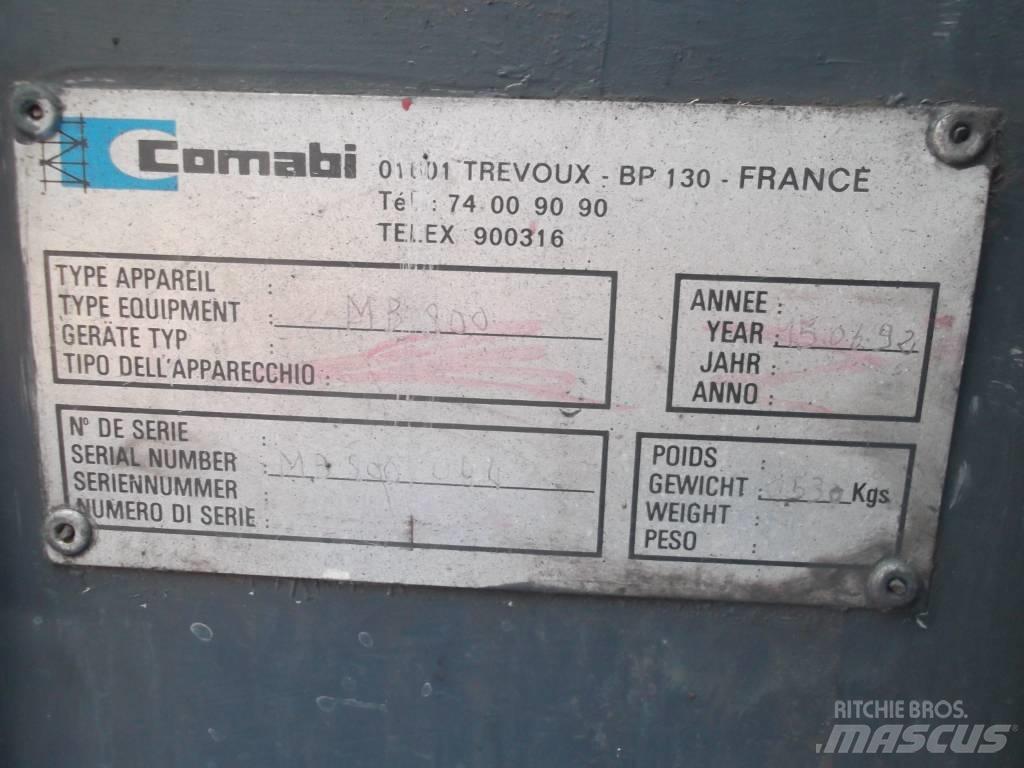 Comabi
TREVOUX - BP 130 - FRANCE
: 74 00 90 90
TELEX 900316
TYPE APPAREIL :
TYPE EQUIPMENT : 
GERÄTE TYP :
TIPO DELL'APPARECCHIO :
ANNEE :
YEAR :
JAHR :
ANNO :
N° DE SERIE :
SERIAL NUMBER :
SERIENNUMMER
NUMERO DI SERIE :
POIDS :
GEWICHT : Kgs
WEIGHT :
PESO :
RITCHIE BROS.
MASCUS